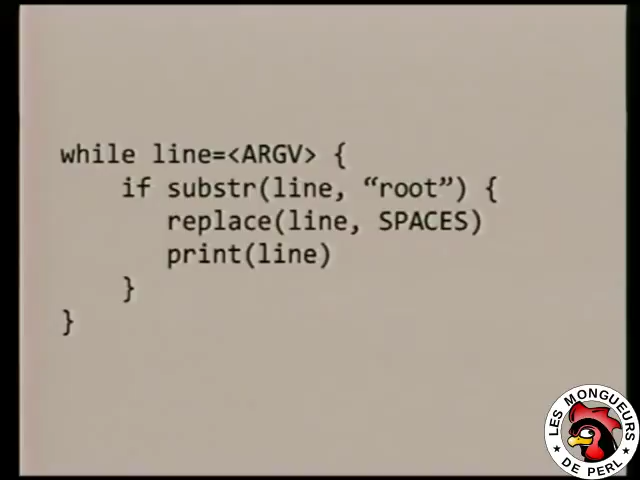 while line=<ARGV> {
if substr(line, “root”) {
replace(line, SPACES)
print(line)
}
}
LES MONGUEURS
DE PERL